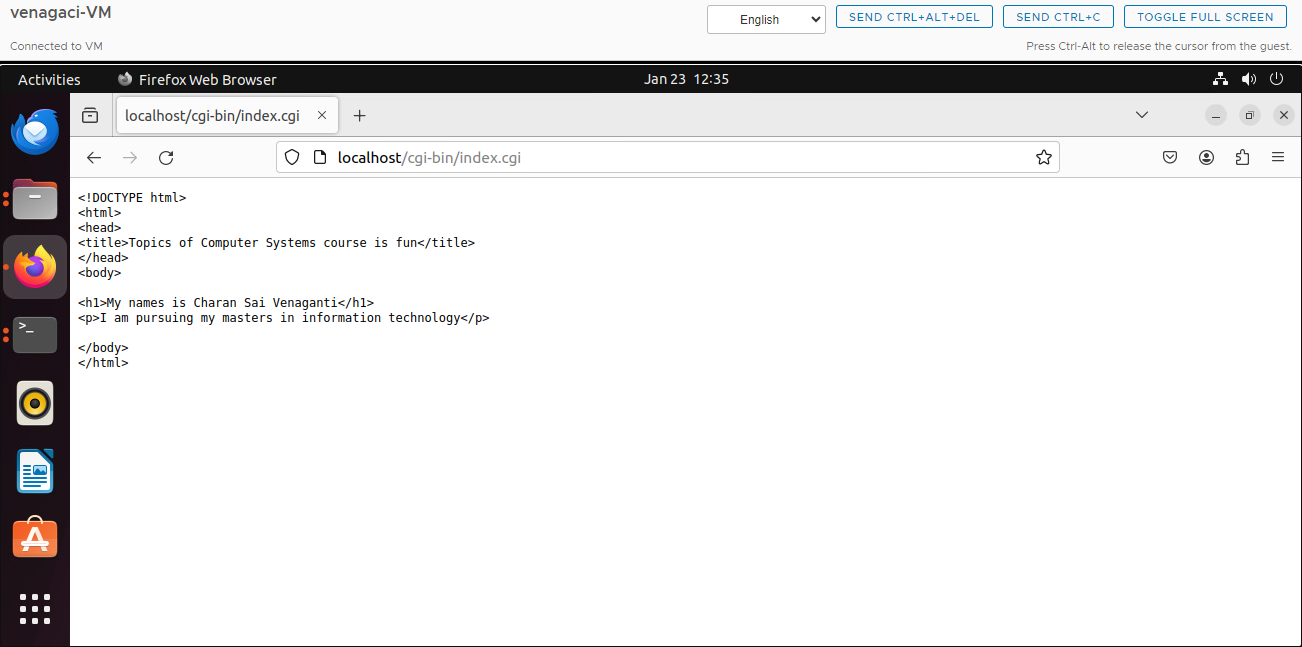 venagaci-VM
English
SEND CTRL+ALT+DEL
SEND CTRL+C
TOGGLE FULL SCREEN
Connected to VM
Press Ctrl-Alt to release the cursor from the guest.
Activities
Firefox Web Browser
Jan 23 12:35
localhost/cgi-bin/index.cgi
localhost/cgi-bin/index.cgi
<!DOCTYPE html>
<html>
<head>
<title>Topics of Computer Systems course is fun</title>
</head>
<body>
<h1>My names is Charan Sai Venaganti</h1>
<p>I am pursuing my masters in information technology</p>
</body>
</html>